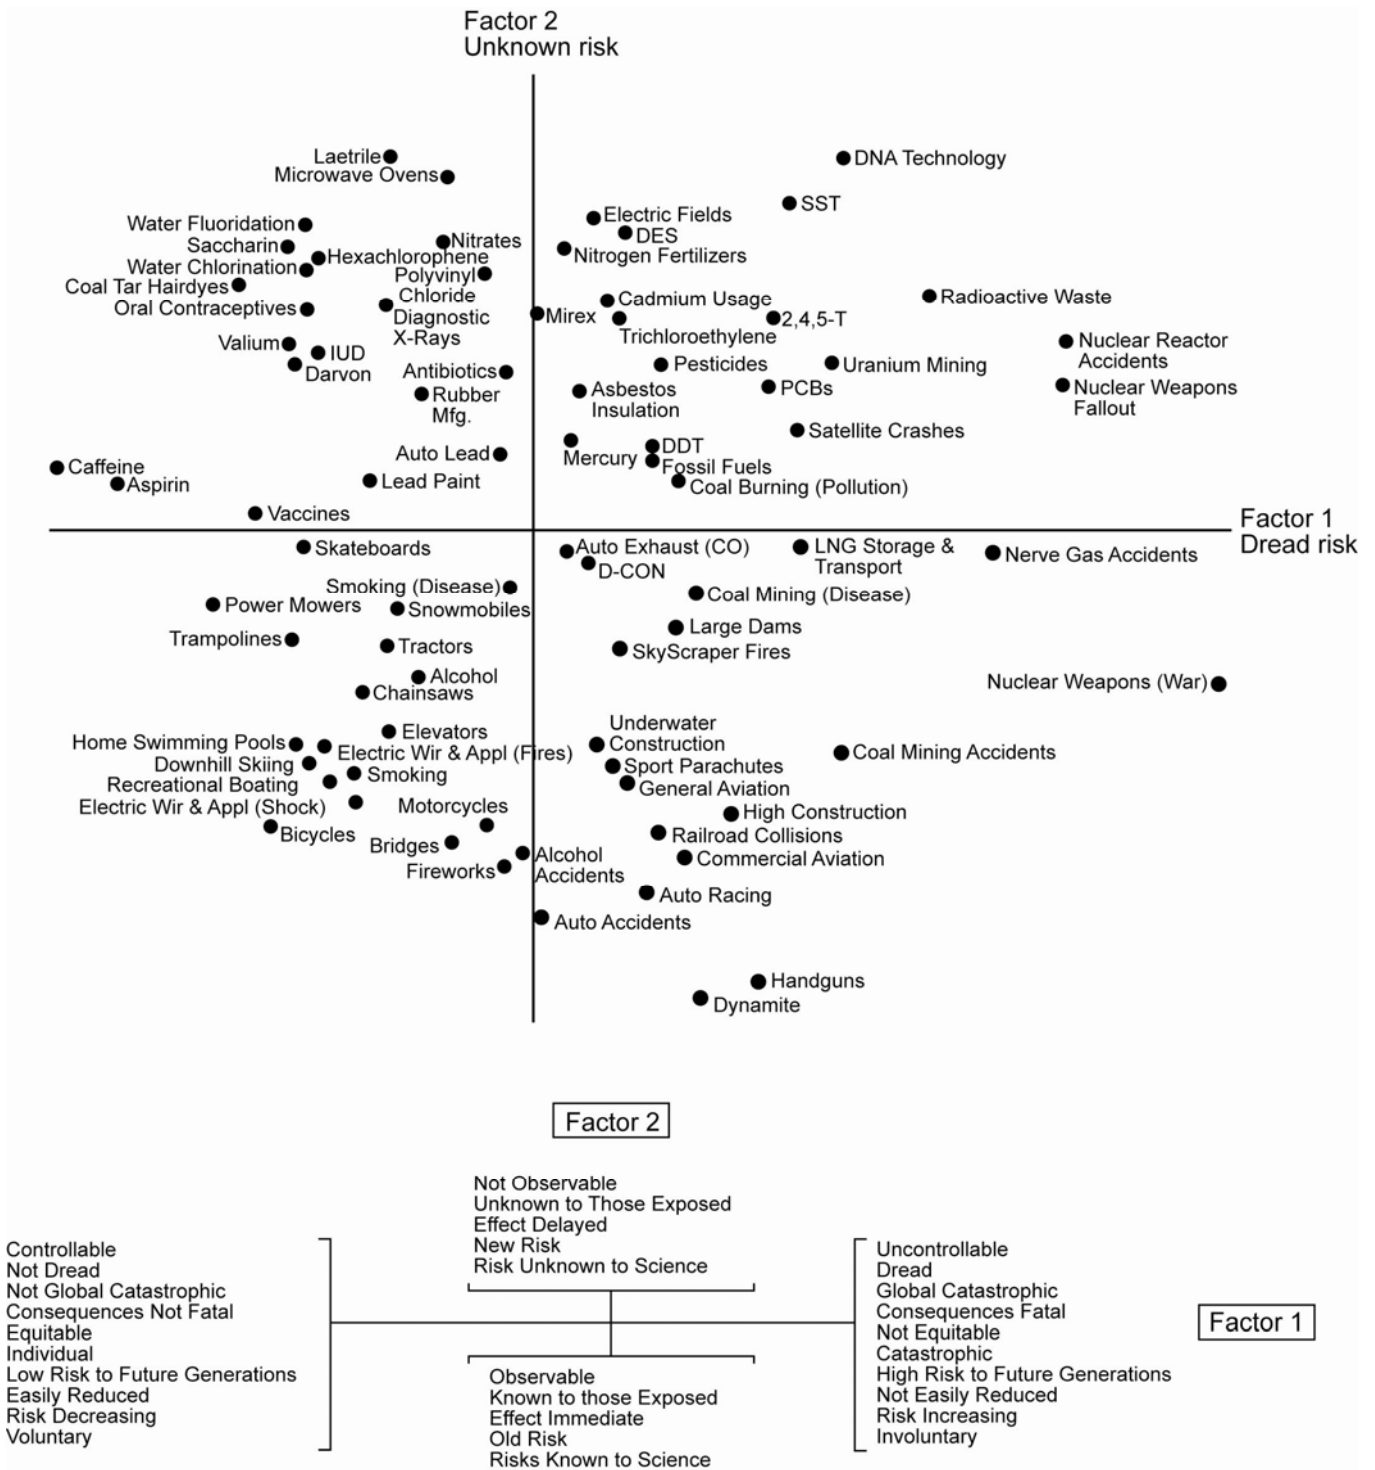 Factor 2
Unknown risk
Laetrile
Microwave Ovens
DNA Technology
SST
Water Fluoridation
Saccharin
Water Chlorination
Coal Tar Hairdyes
Oral Contraceptives
Nitrates
Hexachlorophene
Polyvinyl
Chloride
Diagnostic
X-Rays
Electric Fields
DES
Nitrogen Fertilizers
Cadmium Usage
Mirex
Trichloroethylene
2,4,5-T
Radioactive Waste
Valium
IUD
Darvon
Antibiotics
Rubber
Mfg.
Pesticides
Asbestos
Insulation
PCBs
Uranium Mining
Nuclear Reactor
Accidents
Nuclear Weapons
Fallout
Satellite Crashes
Auto Lead
Lead Paint
Mercury
DDT
Fossil Fuels
Coal Burning (Pollution)
Caffeine
Aspirin
Vaccines
Factor 1
Dread risk
Skateboards
Auto Exhaust (CO)
D-CON
LNG Storage &
Transport
Nerve Gas Accidents
Smoking (Disease)
Power Mowers
Snowmobiles
Coal Mining (Disease)
Trampolines
Tractors
Large Dams
SkyScraper Fires
Alcohol
Chainsaws
Nuclear Weapons (War)
Elevators
Home Swimming Pools
Electric Wir & Appl (Fires)
Downhill Skiing
Smoking
Recreational Boating
Electric Wir & Appl (Shock)
Underwater
Construction
Sport Parachutes
General Aviation
Coal Mining Accidents
Motorcycles
Bicycles
Bridges
High Construction
Railroad Collisions
Alcohol
Accidents
Fireworks
Commercial Aviation
Auto Racing
Auto Accidents
Handguns
Dynamite
Factor 2
Not Observable
Unknown to Those Exposed
Effect Delayed
New Risk
Risk Unknown to Science
Controllable
Not Dread
Not Global Catastrophic
Consequences Not Fatal
Equitable
Individual
Low Risk to Future Generations
Easily Reduced
Risk Decreasing
Voluntary
Uncontrollable
Dread
Global Catastrophic
Consequences Fatal
Not Equitable
Catastrophic
High Risk to Future Generations
Not Easily Reduced
Risk Increasing
Involuntary
Factor 1
Observable
Known to those Exposed
Effect Immediate
Old Risk
Risks Known to Science